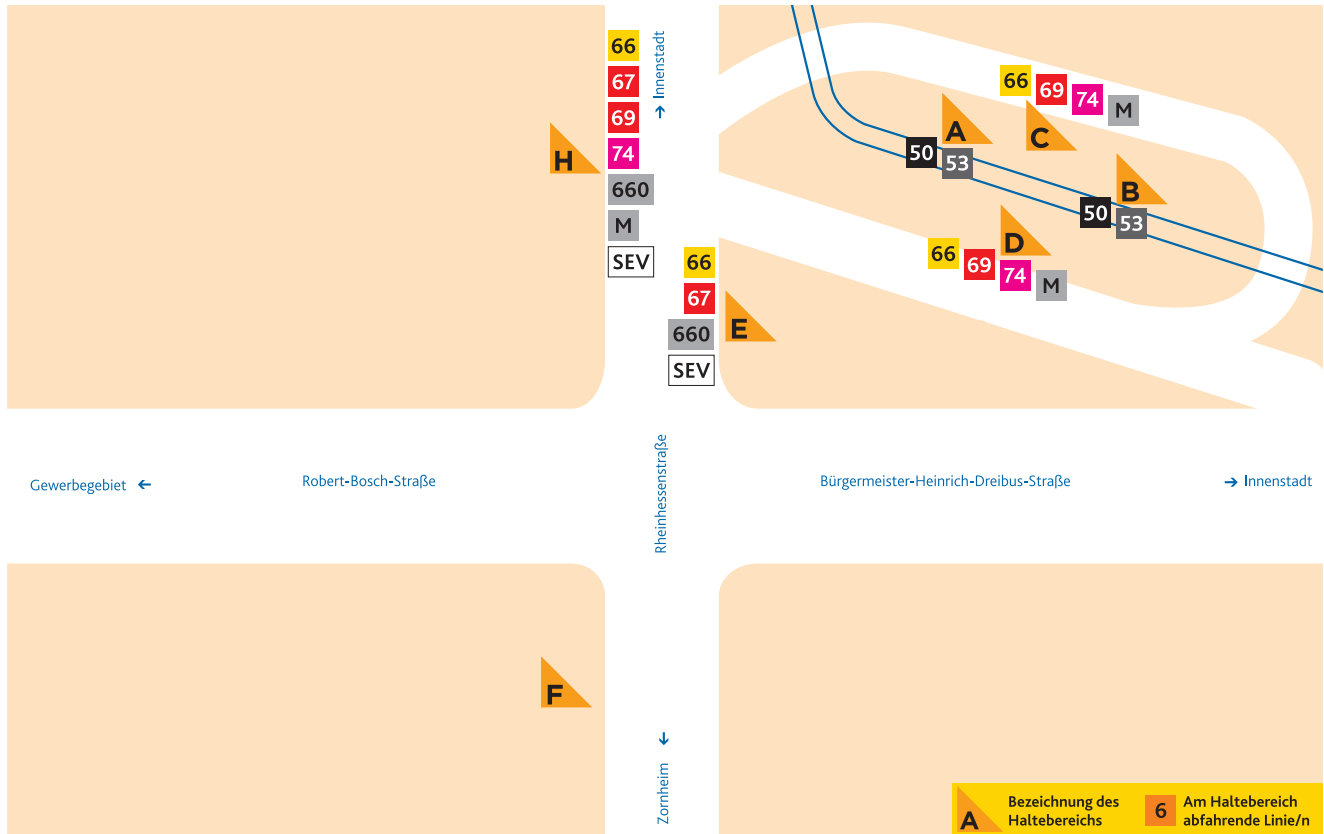 66
67
69
74
660
M
SEV
H
→ Innenstadt
66
67
660
SEV
E
A
50
53
66
69
74
M
C
B
50
53
D
66
69
74
M
Gewerbegebiet ←
Robert-Bosch-Straße
Rheinhessenstraße
Bürgermeister-Heinrich-Dreibus-Straße
→ Innenstadt
F
Zornheim ←
A
Bezeichnung des
Haltebereichs
6
Am Haltebereich
abfahrende Linie/n